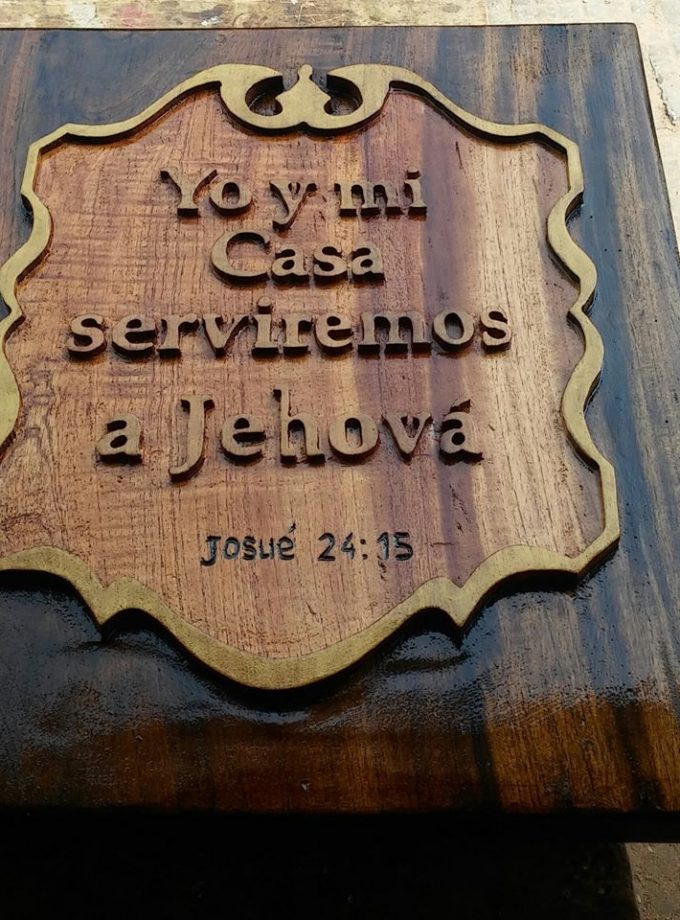 Yo y mi
Casa
serviremos
a Jehová
Josué 24:15